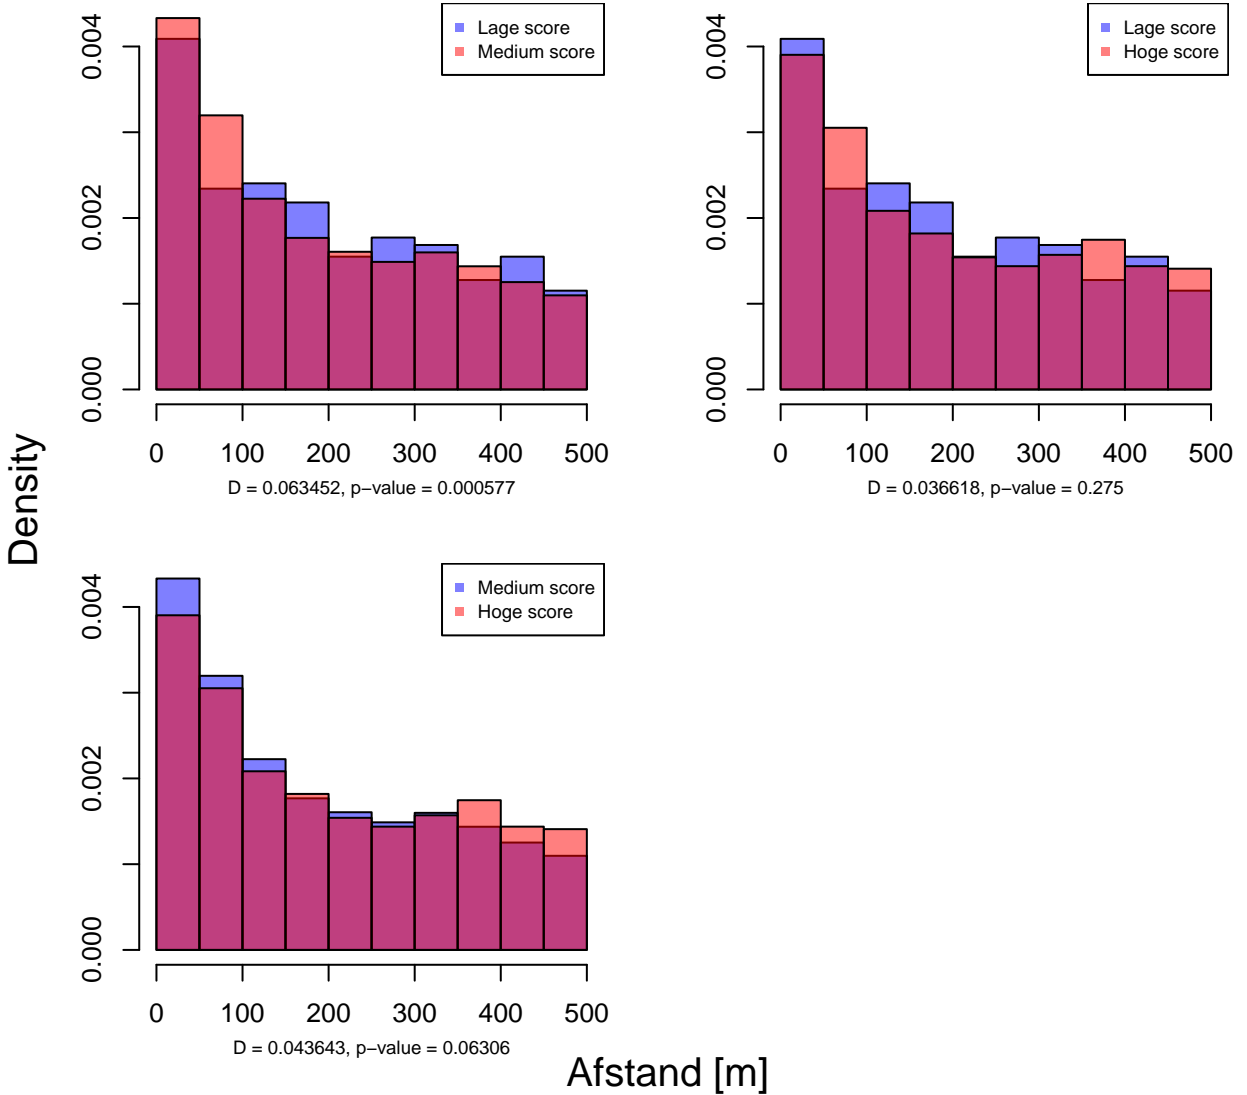 Lage score
Medium score
0.004
0.002
0.000
0 100 200 300 400 500
D = 0.063452, p−value = 0.000577
Lage score
Hoge score
0.004
0.002
0.000
0 100 200 300 400 500
D = 0.036618, p−value = 0.275
Density
Medium score
Hoge score
0.004
0.002
0.000
0 100 200 300 400 500
D = 0.043643, p−value = 0.06306
Afstand [m]